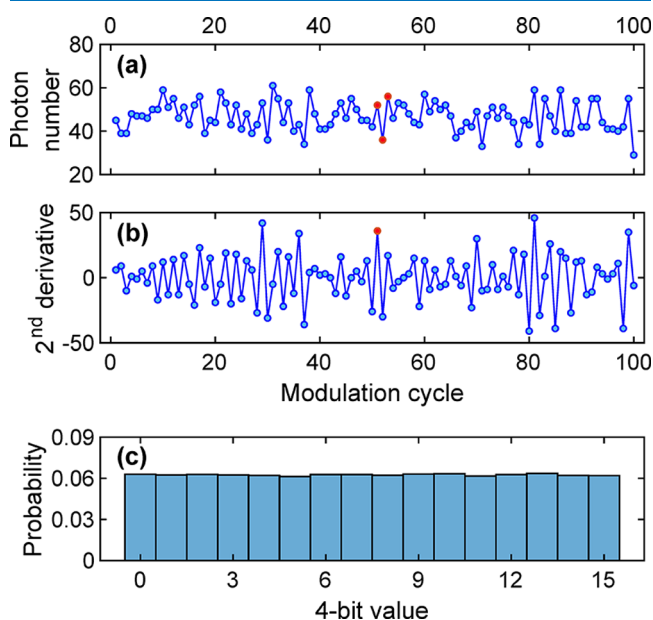 0 20 40 60 80 100
(a)
Photon
number
80
60
40
20
(b)
2nd derivative
50
0
-50
0 20 40 60 80 100
Modulation cycle
(c)
Probability
0.09
0.06
0.03
0
0 3 6 9 12 15
4-bit value